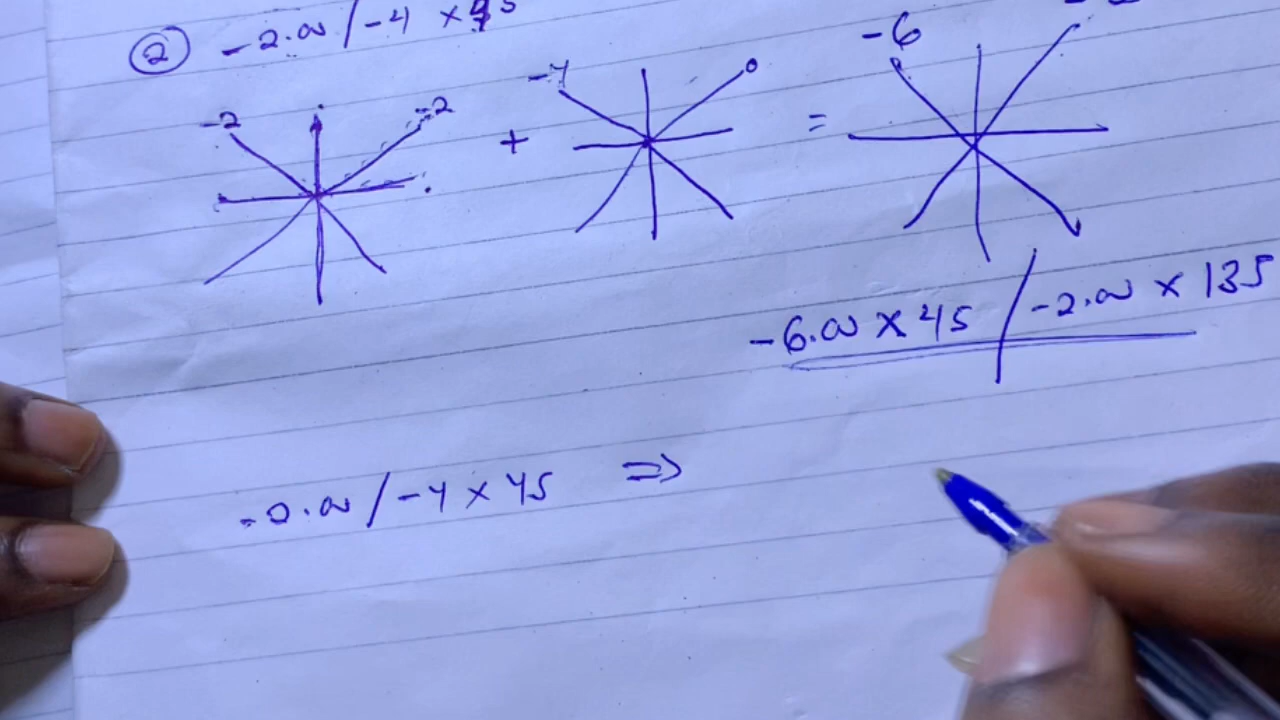 ② -2.00 / -4 × 45
-2 -2 + -4 0 = -6
-6.00 × 45 / -2.00 × 135
-0.00 / -4 × 45 ⇒